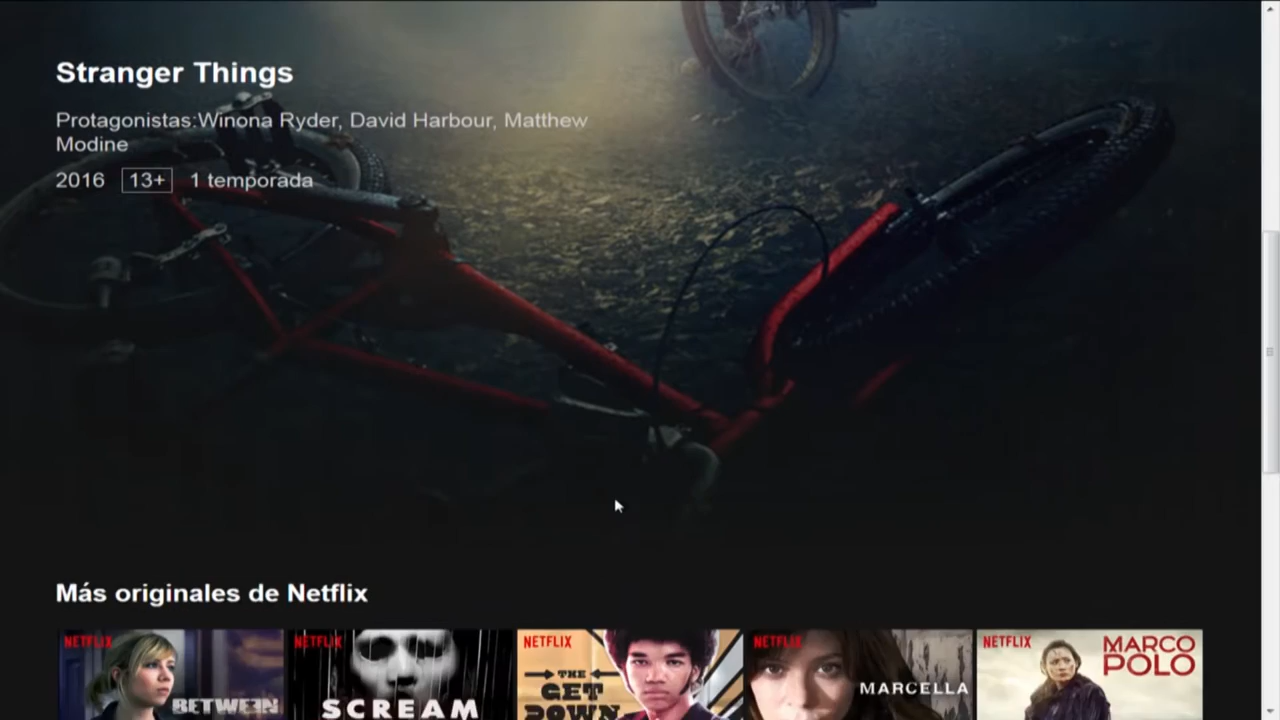 Stranger Things
Protagonistas:Winona Ryder, David Harbour, Matthew
Modine
2016 13+ 1 temporada
Más originales de Netflix
NETFLIX
BETWEEN
NETFLIX
SCREAM
NETFLIX
THE
GET
DOWN
NETFLIX
MARCELLA
NETFLIX
MARCO
POLO